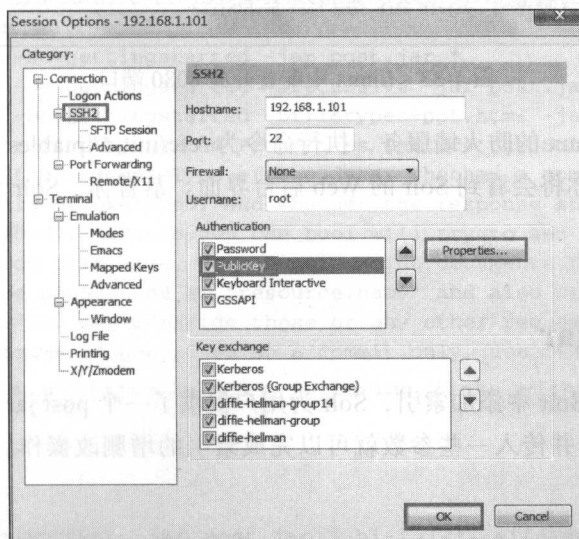 Session Options - 192.168.1.101
Category:
Connection
Logon Actions
SSH2
SFTP Session
Advanced
Port Forwarding
Remote/X11
Terminal
Emulation
Modes
Emacs
Mapped Keys
Advanced
Appearance
Window
Log File
Printing
X/Y/Zmodem
SSH2
Hostname: 192.168.1.101
Port: 22
Firewall: None
Username: root
Authentication
Password
PublicKey
Keyboard Interactive
GSSAPI
Properties...
Key exchange
Kerberos
Kerberos (Group Exchange)
diffie-hellman-group14
diffie-hellman-group
diffie-hellman
OK
Cancel